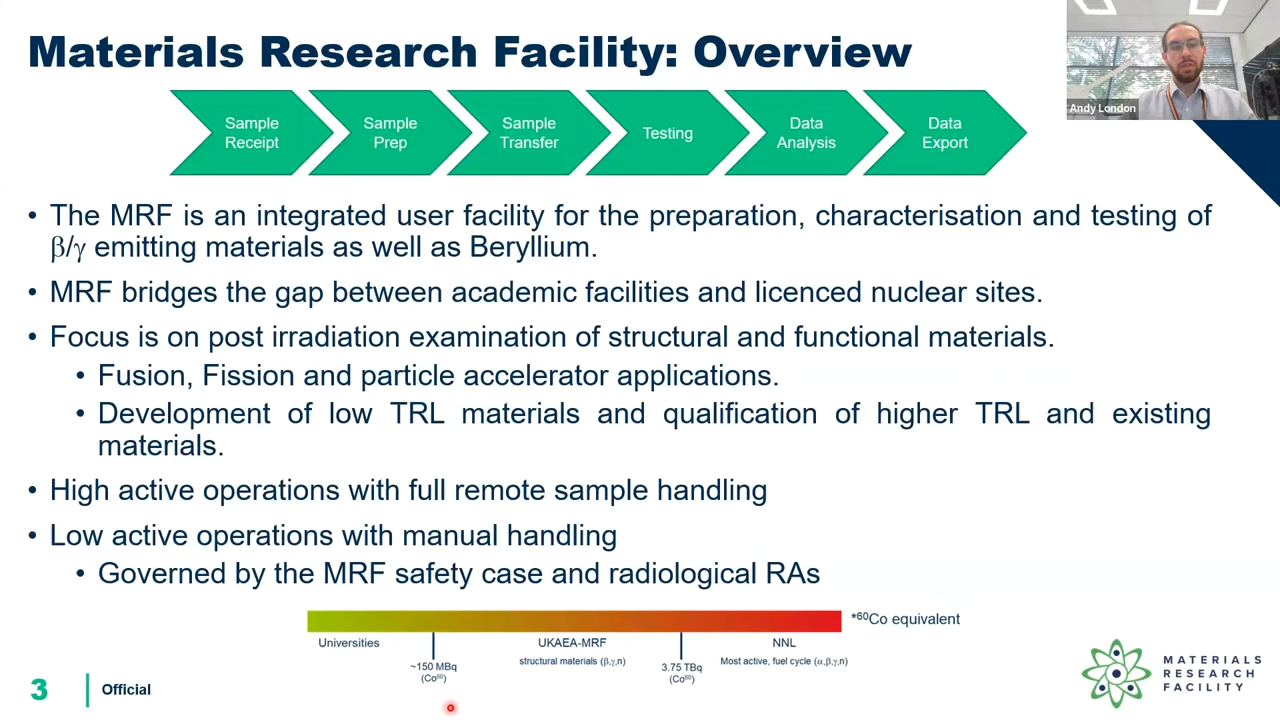 Materials Research Facility: Overview
Andy London
Sample
Receipt
Sample
Prep
Sample
Transfer
Testing
Data
Analysis
Data
Export
• The MRF is an integrated user facility for the preparation, characterisation and testing of
β/γ emitting materials as well as Beryllium.
• MRF bridges the gap between academic facilities and licenced nuclear sites.
• Focus is on post irradiation examination of structural and functional materials.
• Fusion, Fission and particle accelerator applications.
• Development of low TRL materials and qualification of higher TRL and existing
materials.
• High active operations with full remote sample handling
• Low active operations with manual handling
• Governed by the MRF safety case and radiological RAs
*⁶⁰Co equivalent
Universities
~150 MBq
(Co⁶⁰)
UKAEA-MRF
structural materials (β,γ,n)
3.75 TBq
(Co⁶⁰)
NNL
Most active, fuel cycle (α,β,γ,n)
3
Official
MATERIALS
RESEARCH
FACILITY